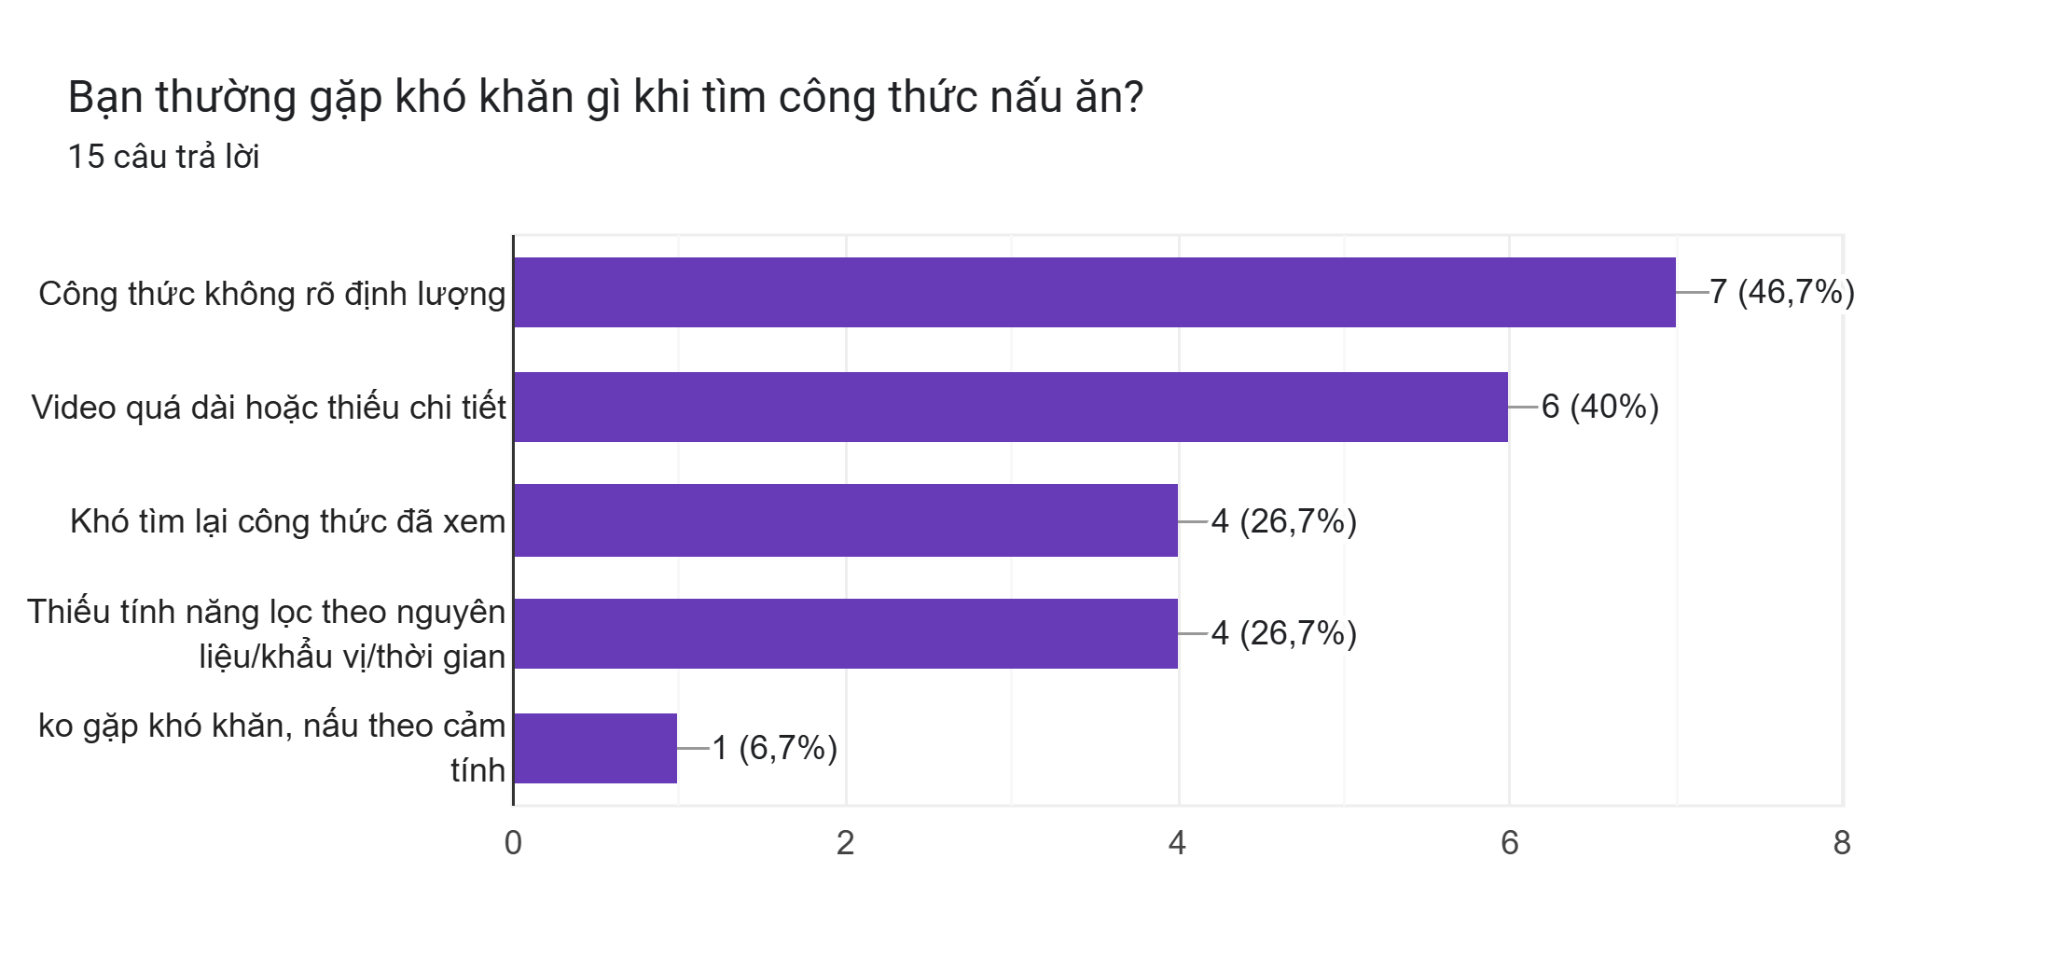 Bạn thường gặp khó khăn gì khi tìm công thức nấu ăn?
15 câu trả lời
Công thức không rõ định lượng
7 (46,7%)
Video quá dài hoặc thiếu chi tiết
6 (40%)
Khó tìm lại công thức đã xem
4 (26,7%)
Thiếu tính năng lọc theo nguyên
liệu/khẩu vị/thời gian
4 (26,7%)
ko gặp khó khăn, nấu theo cảm
tính
1 (6,7%)
0 2 4 6 8